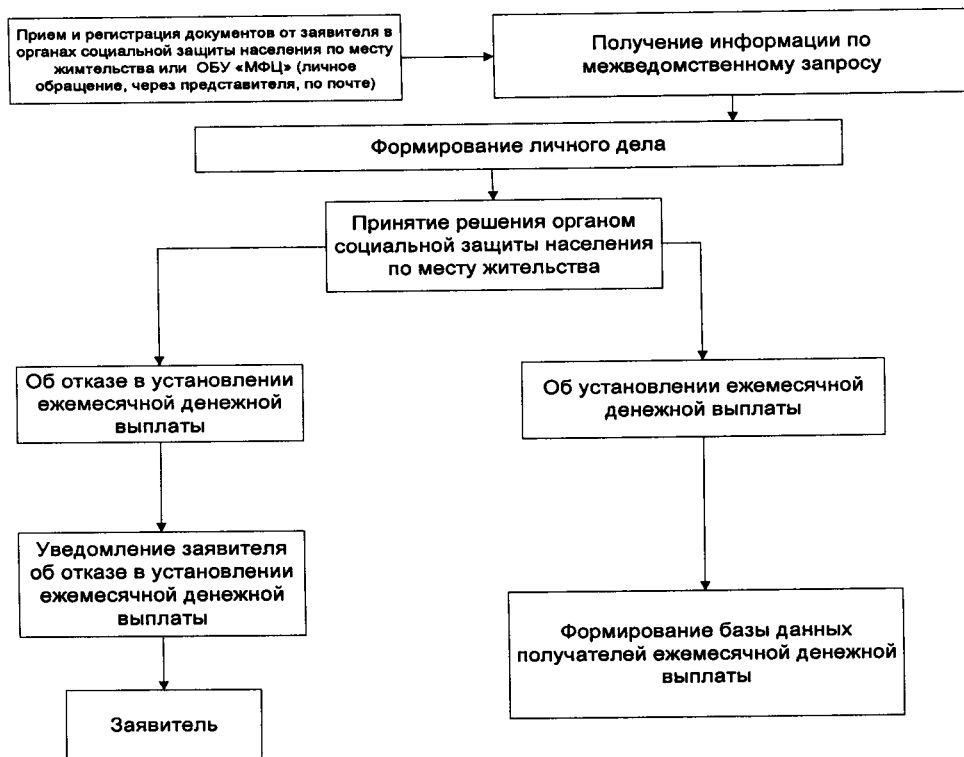 Прием и регистрация документов от заявителя в
органах социальной защиты населения по месту
жимтельства или ОБУ «МФЦ» (личное
обращение, через представителя, по почте)
Получение информации по
межведомственному запросу
Формирование личного дела
Принятие решения органом
социальной защиты населения
по месту жительства
Об отказе в установлении
ежемесячной денежной
выплаты
Об установлении ежемесячной
денежной выплаты
Уведомление заявителя
об отказе в установлении
ежемесячной денежной
выплаты
Формирование базы данных
получателей ежемесячной денежной
выплаты
Заявитель